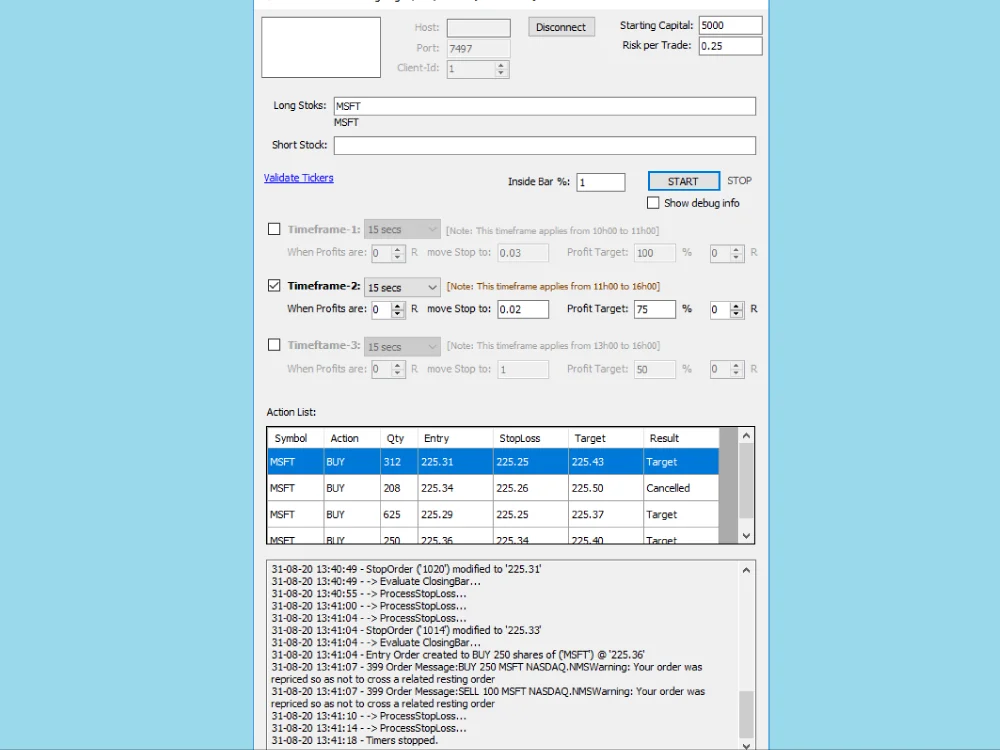 Host:
Disconnect
Starting Capital: 5000
Port: 7497
Risk per Trade: 0.25
Client-Id: 1
Long Stoks: MSFT
MSFT
Short Stock:
Validate Tickers
Inside Bar %: 1
START
STOP
Show debug info
Timeframe-1: 15 secs [Note: This timeframe applies from 10h00 to 11h00]
When Profits are: 0 R move Stop to: 0.03 Profit Target: 100 % 0 R
Timeframe-2: 15 secs [Note: This timeframe applies from 11h00 to 16h00]
When Profits are: 0 R move Stop to: 0.02 Profit Target: 75 % 0 R
Timeftame-3: 15 secs [Note: This timeframe applies from 13h00 to 16h00]
When Profits are: 0 R move Stop to: 1 Profit Target: 50 % 0 R
Action List:
Symbol Action Qty Entry StopLoss Target Result
MSFT BUY 312 225.31 225.25 225.43 Target
MSFT BUY 208 225.34 225.26 225.50 Cancelled
MSFT BUY 625 225.29 225.25 225.37 Target
MSFT BUY 250 225.36 225.34 225.40 Target
31-08-20 13:40:49 - StopOrder ('1020') modified to '225.31'
31-08-20 13:40:49 - -> Evaluate ClosingBar...
31-08-20 13:40:55 - -> ProcessStopLoss...
31-08-20 13:41:00 - -> ProcessStopLoss...
31-08-20 13:41:04 - -> ProcessStopLoss...
31-08-20 13:41:04 - StopOrder ('1014') modified to '225.33'
31-08-20 13:41:04 - -> Evaluate ClosingBar...
31-08-20 13:41:04 - Entry Order created to BUY 250 shares of ('MSFT') @ '225.36'
31-08-20 13:41:07 - 399 Order Message:BUY 250 MSFT NASDAQ.NMSWarning: Your order was
repriced so as not to cross a related resting order
31-08-20 13:41:07 - 399 Order Message:SELL 100 MSFT NASDAQ.NMSWarning: Your order was
repriced so as not to cross a related resting order
31-08-20 13:41:10 - -> ProcessStopLoss...
31-08-20 13:41:14 - -> ProcessStopLoss...
31-08-20 13:41:18 - Timers stopped.